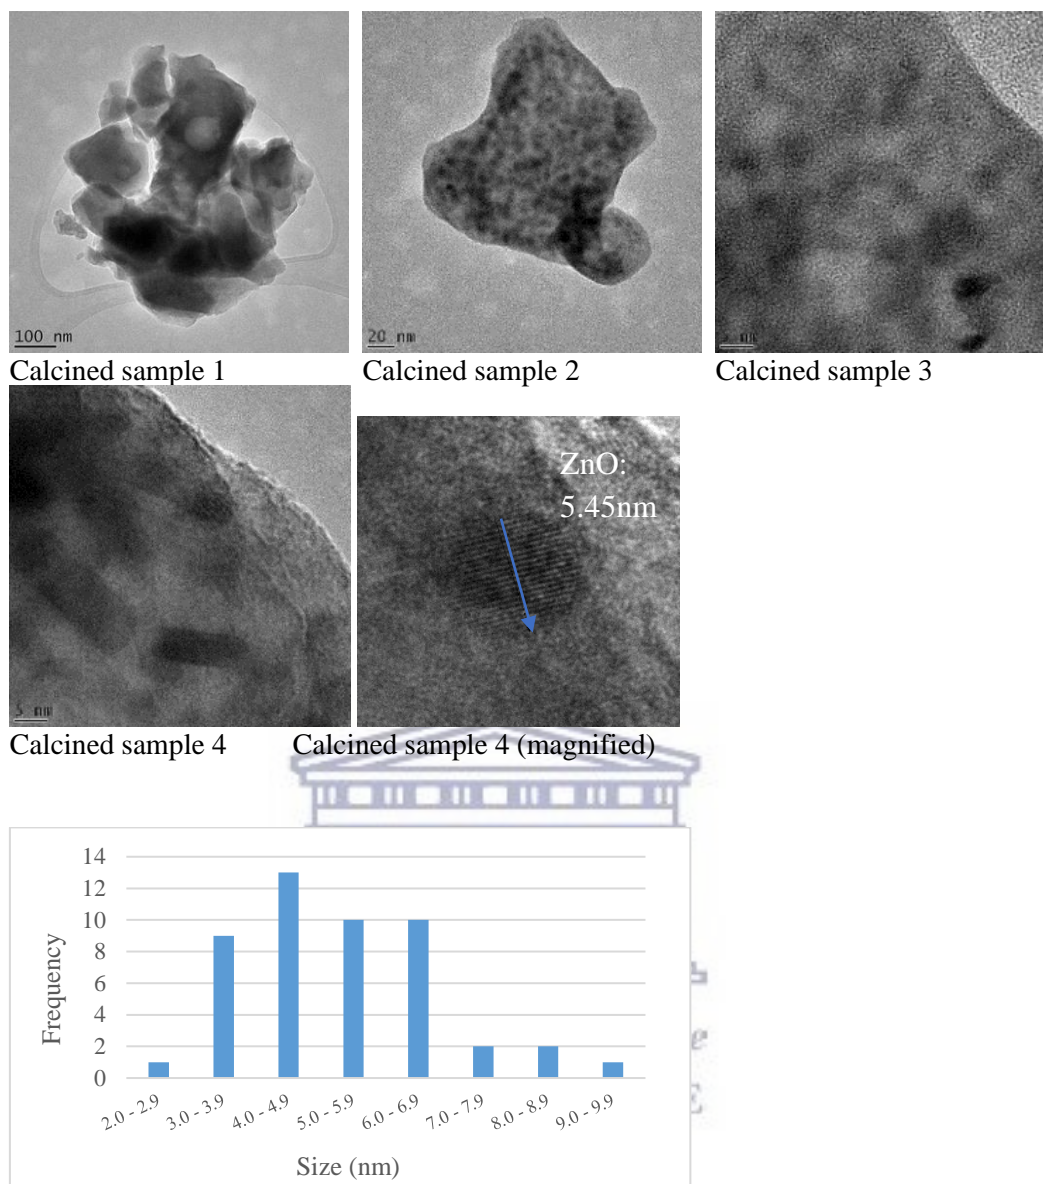 100 nm
20 nm
5 nm
Calcined sample 1
Calcined sample 2
Calcined sample 3
ZnO:
5.45nm
5 nm
Calcined sample 4
Calcined sample 4 (magnified)
14
12
10
8
6
4
2
0
Frequency
2.0 - 2.9
3.0 - 3.9
4.0 - 4.9
5.0 - 5.9
6.0 - 6.9
7.0 - 7.9
8.0 - 8.9
9.0 - 9.9
Size (nm)